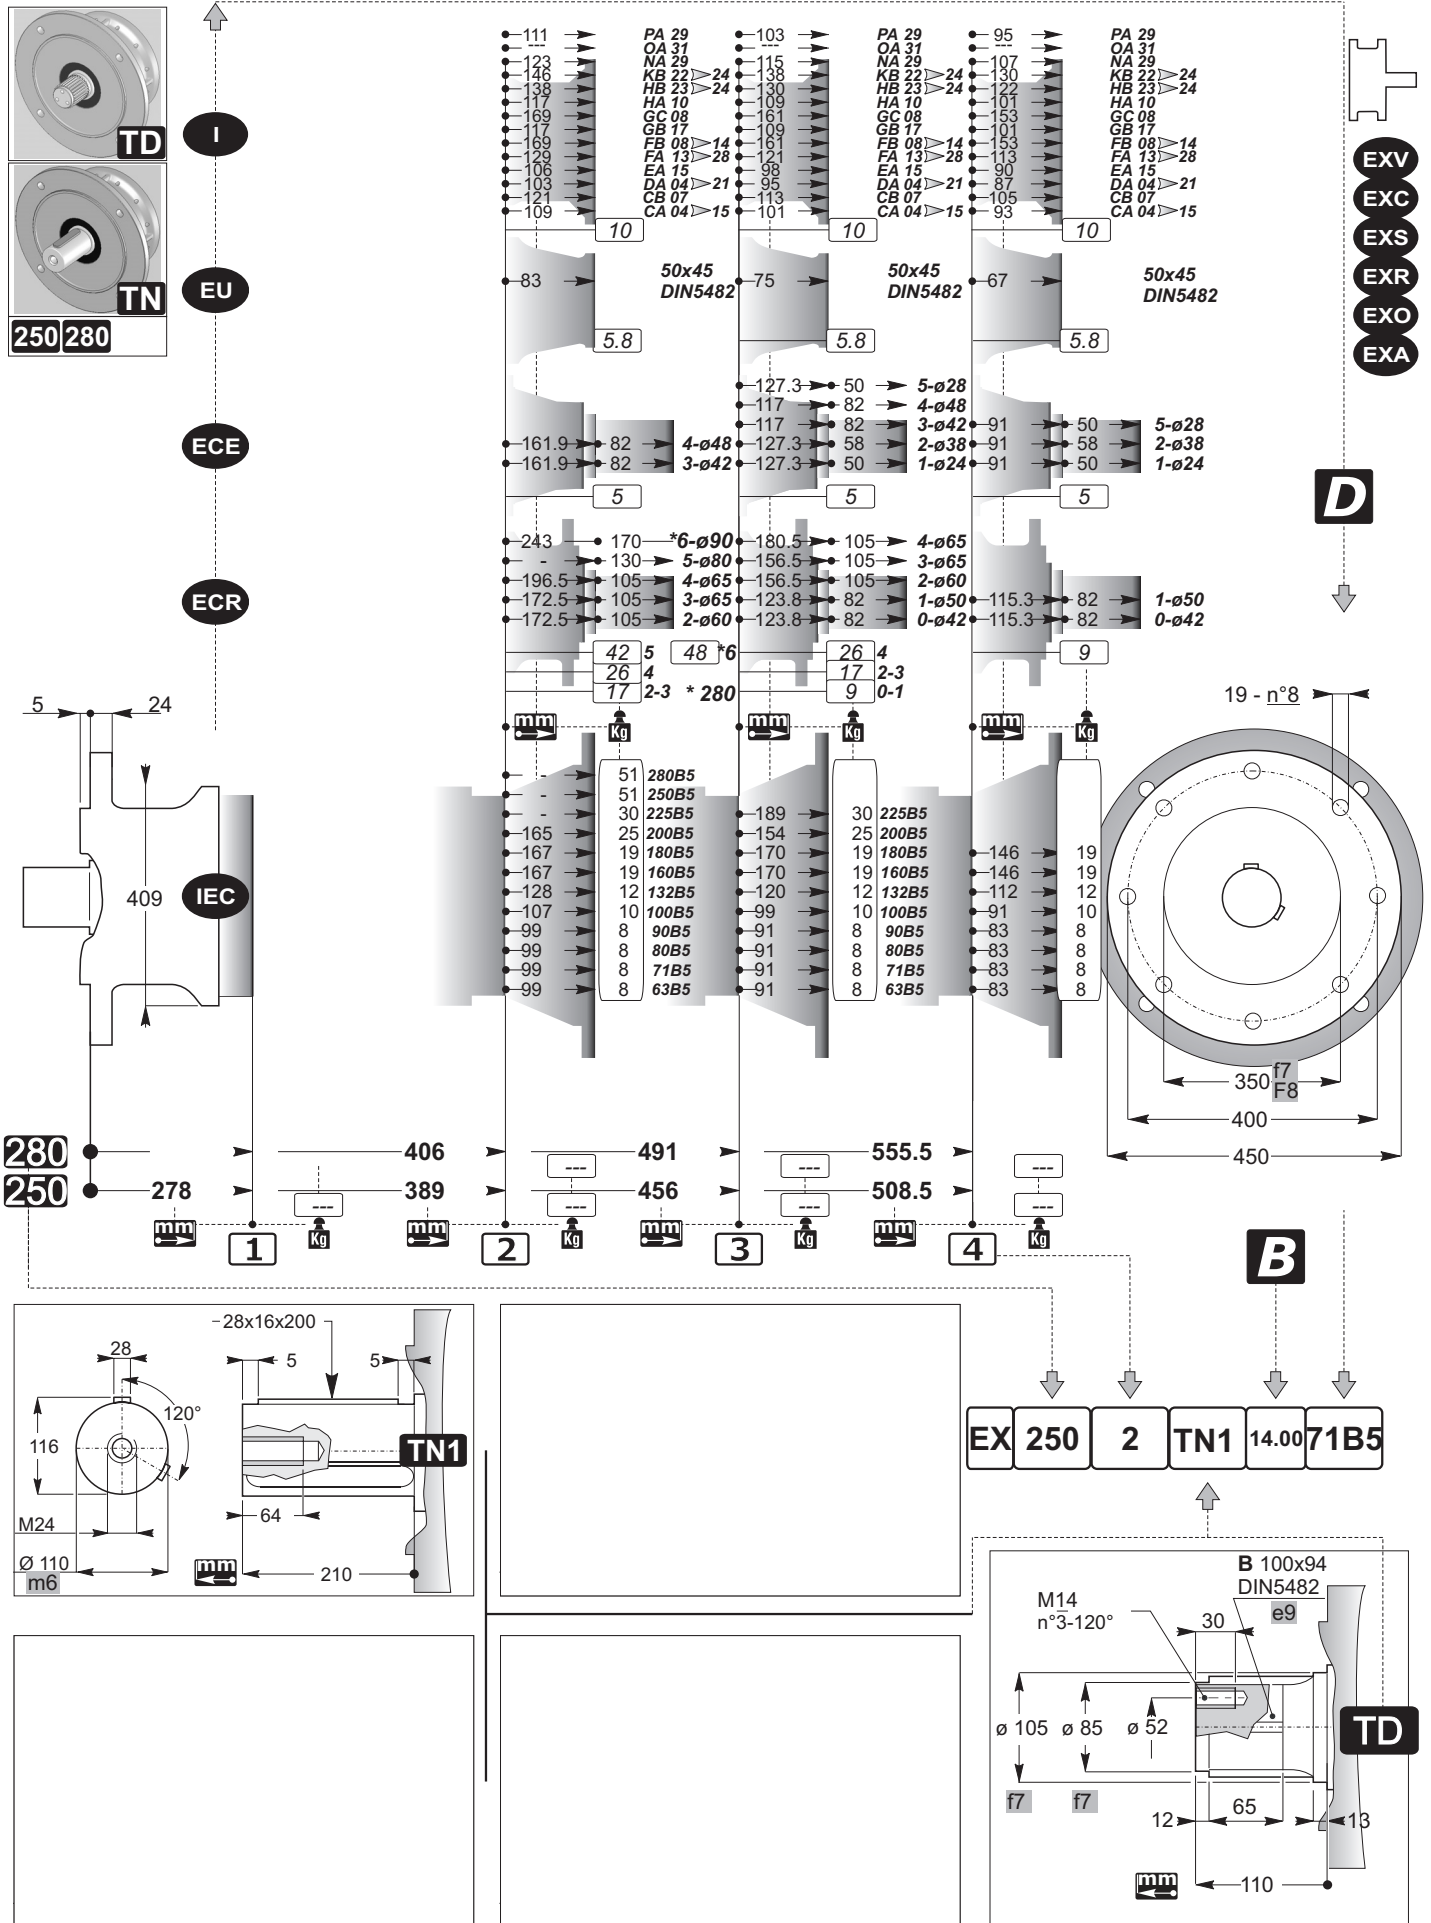 TD
TN
250 280
I
EU
ECE
ECR
IEC
EXV
EXC
EXS
EXR
EXO
EXA
D
111 PA 29 103 PA 29 95 PA 29
--- OA 31 --- OA 31 --- OA 31
123 NA 29 115 NA 29 107 NA 29
146 KB 22 24 138 KB 22 24 130 KB 22 24
138 HB 23 24 130 HB 23 24 122 HB 23 24
117 HA 10 109 HA 10 101 HA 10
169 GC 08 161 GC 08 153 GC 08
117 GB 17 109 GB 17 101 GB 17
169 FB 08 14 161 FB 08 14 153 FB 08 14
129 FA 13 28 121 FA 13 28 113 FA 13 28
106 EA 15 98 EA 15 90 EA 15
103 DA 04 21 95 DA 04 21 87 DA 04 21
121 CB 07 113 CB 07 105 CB 07
109 CA 04 15 101 CA 04 15 93 CA 04 15
10 10 10
83 50x45 75 50x45 67 50x45
DIN5482 DIN5482 DIN5482
5.8 5.8 5.8
127.3 50 5-ø28
117 82 4-ø48
117 82 3-ø42 91 50 5-ø28
161.9 82 4-ø48 127.3 58 2-ø38 91 58 2-ø38
161.9 82 3-ø42 127.3 50 1-ø24 91 50 1-ø24
5 5 5
243 170 *6-ø90 180.5 105 4-ø65
- 130 5-ø80 156.5 105 3-ø65
196.5 105 4-ø65 156.5 105 2-ø60
172.5 105 3-ø65 123.8 82 1-ø50 115.3 82 1-ø50
172.5 105 2-ø60 123.8 82 0-ø42 115.3 82 0-ø42
42 5 48 *6 26 4 9
26 4 17 2-3
17 2-3 * 280 9 0-1
mm Kg mm Kg mm Kg
5 24
409
- 51 280B5
- 51 250B5
- 30 225B5 189 30 225B5
165 25 200B5 154 25 200B5
167 19 180B5 170 19 180B5 146 19
167 19 160B5 170 19 160B5 146 19
128 12 132B5 120 12 132B5 112 12
107 10 100B5 99 10 100B5 91 10
99 8 90B5 91 8 90B5 83 8
99 8 80B5 91 8 80B5 83 8
99 8 71B5 91 8 71B5 83 8
99 8 63B5 91 8 63B5 83 8
19 - n°8
350 f7
F8
400
450
280 406 491 555.5
--- --- ---
250 278 389 456 508.5
--- --- --- ---
mm Kg mm Kg mm Kg mm Kg
1 2 3 4
B
28x16x200
28
5 5
120°
116
TN1
64
M24
Ø 110
m6
mm
210
EX 250 2 TN1 14.00 71B5
B 100x94
DIN5482
e9
M14
n°3-120°
30
ø 105 ø 85 ø 52
TD
f7 f7
12 65 13
mm
110